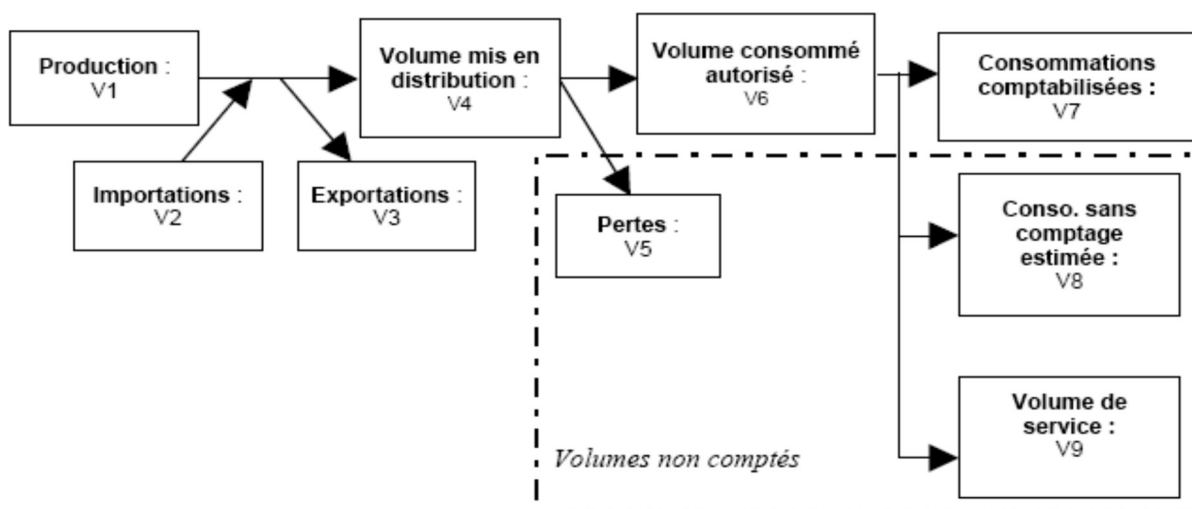 Production :
V1
Volume mis en
distribution :
V4
Volume consommé
autorisé :
V6
Consommations
comptabilisées :
V7
Importations :
V2
Exportations :
V3
Pertes :
V5
Conso. sans
comptage
estimée :
V8
Volume de
service :
V9
Volumes non comptés